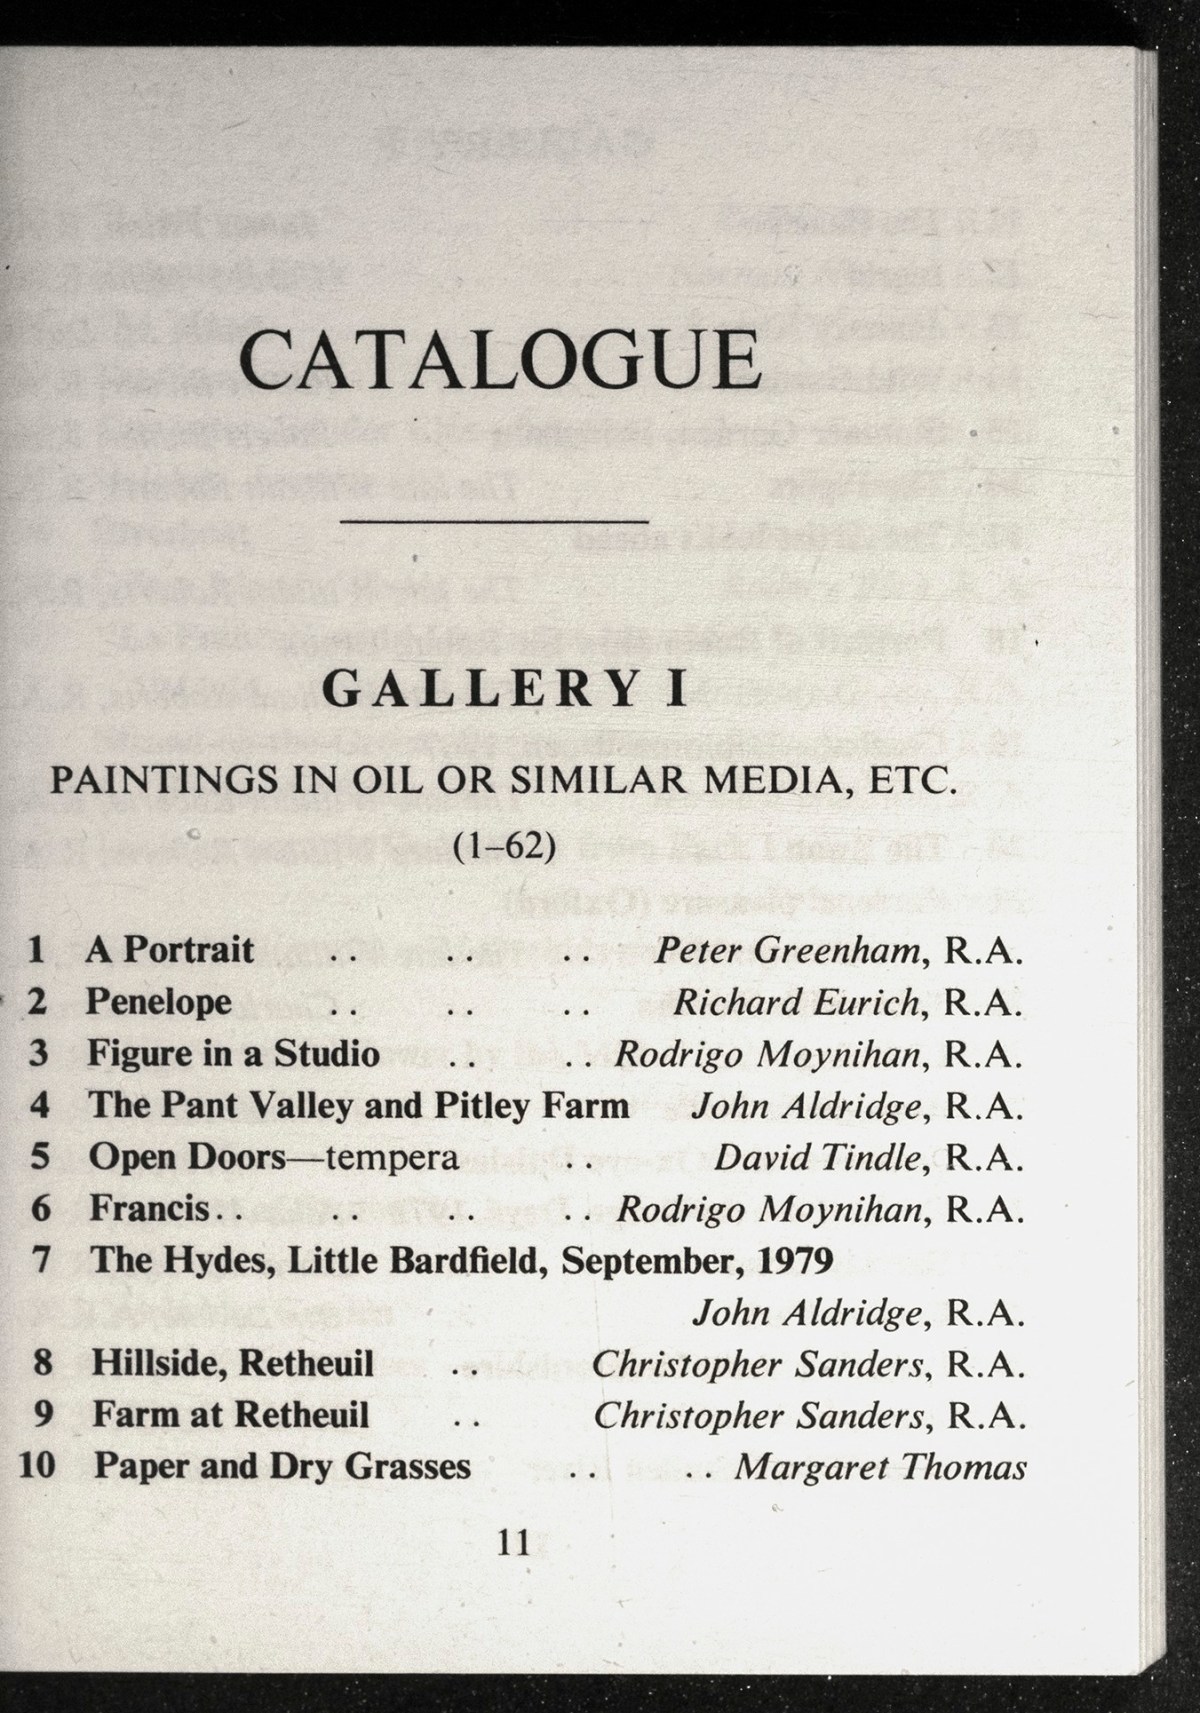 CATALOGUE
GALLERY I
PAINTINGS IN OIL OR SIMILAR MEDIA, ETC.
(1–62)
1 A Portrait .. .. .. Peter Greenham, R.A.
2 Penelope .. .. .. Richard Eurich, R.A.
3 Figure in a Studio .. .. Rodrigo Moynihan, R.A.
4 The Pant Valley and Pitley Farm John Aldridge, R.A.
5 Open Doors—tempera .. David Tindle, R.A.
6 Francis .. .. .. .. Rodrigo Moynihan, R.A.
7 The Hydes, Little Bardfield, September, 1979
John Aldridge, R.A.
8 Hillside, Retheuil .. Christopher Sanders, R.A.
9 Farm at Retheuil .. Christopher Sanders, R.A.
10 Paper and Dry Grasses .. .. Margaret Thomas
11